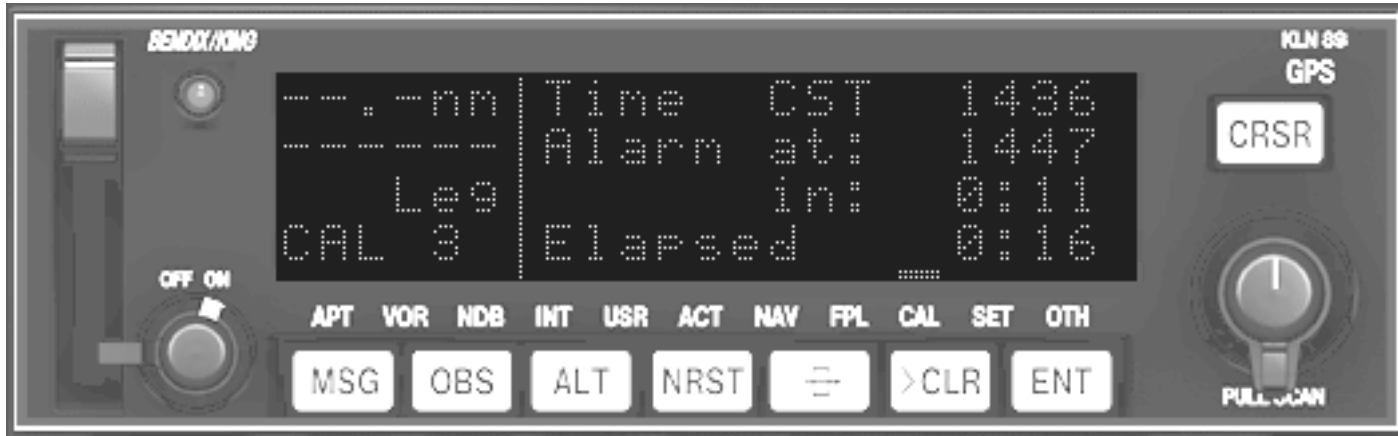 BENDIX/KING
KLN 89
GPS
--.-nm Time CST 1436
------ Alarm at: 1447
Leg in: 0:11
CAL 3 Elapsed 0:16
CRSR
OFF ON
APT VOR NDB INT USR ACT NAV FPL CAL SET OTH
MSG OBS ALT NRST >CLR ENT
PULL SCAN